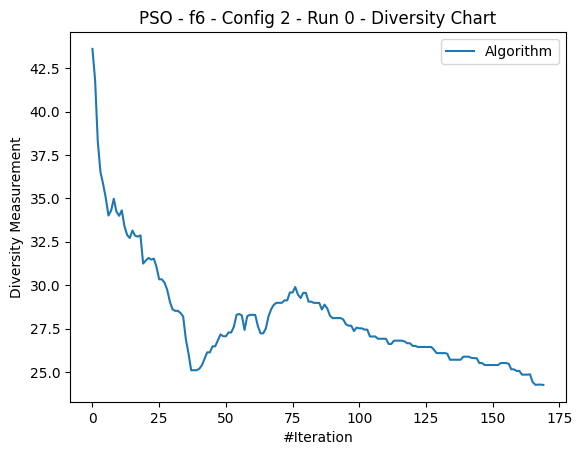 PSO - f6 - Config 2 - Run 0 - Diversity Chart
Algorithm
Diversity Measurement
42.5
40.0
37.5
35.0
32.5
30.0
27.5
25.0
0 25 50 75 100 125 150 175
#Iteration